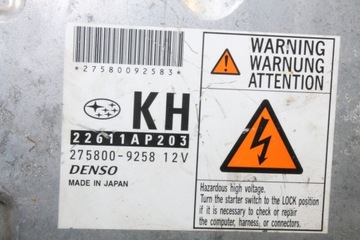 *27580092583*
KH
22611AP203
275800-9258 12V
DENSO
MADE IN JAPAN
WARNING
WARNUNG
ATTENTION
Hazardous high voltage.
Turn the starter switch to the LOCK position
if it is necessary to check or repair
the computer, harness, or connectors.